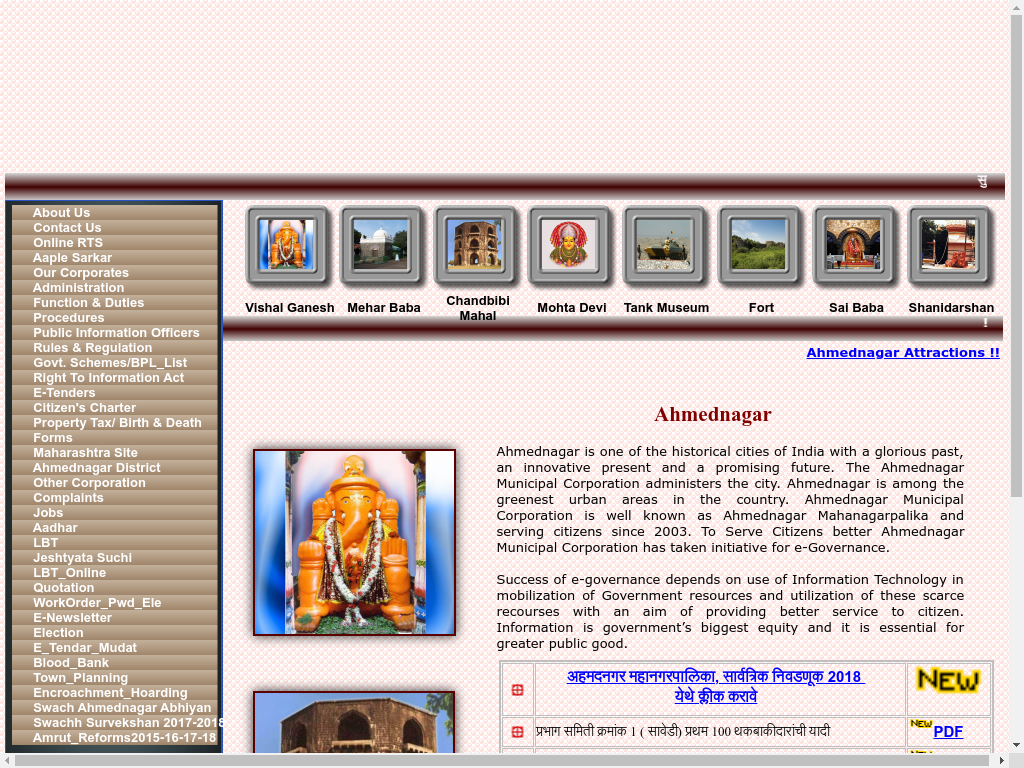 सु
About Us
Contact Us
Online RTS
Aaple Sarkar
Our Corporates
Administration
Function & Duties
Procedures
Public Information Officers
Rules & Regulation
Govt. Schemes/BPL_List
Right To Information Act
E-Tenders
Citizen's Charter
Property Tax/ Birth & Death
Forms
Maharashtra Site
Ahmednagar District
Other Corporation
Complaints
Jobs
Aadhar
LBT
Jeshtyata Suchi
LBT_Online
Quotation
WorkOrder_Pwd_Ele
E-Newsletter
Election
E_Tendar_Mudat
Blood_Bank
Town_Planning
Encroachment_Hoarding
Swach Ahmednagar Abhiyan
Swachh Survekshan 2017-2018
Amrut_Reforms2015-16-17-18
Vishal Ganesh
Mehar Baba
Chandbibi
Mahal
Mohta Devi
Tank Museum
Fort
Sai Baba
Shanidarshan
!
Ahmednagar Attractions !!
Ahmednagar
Ahmednagar is one of the historical cities of India with a glorious past,
an innovative present and a promising future. The Ahmednagar
Municipal Corporation administers the city. Ahmednagar is among the
greenest urban areas in the country. Ahmednagar Municipal
Corporation is well known as Ahmednagar Mahanagarpalika and
serving citizens since 2003. To Serve Citizens better Ahmednagar
Municipal Corporation has taken initiative for e-Governance.
Success of e-governance depends on use of Information Technology in
mobilization of Government resources and utilization of these scarce
recourses with an aim of providing better service to citizen.
Information is government’s biggest equity and it is essential for
greater public good.
अहमदनगर महानगरपालिका, सार्वत्रिक निवडणूक 2018
येथे क्लीक करावे
NEW
प्रभाग समिती क्रमांक 1 ( सावेडी) प्रथम 100 थकबाकीदारांची यादी
NEW PDF